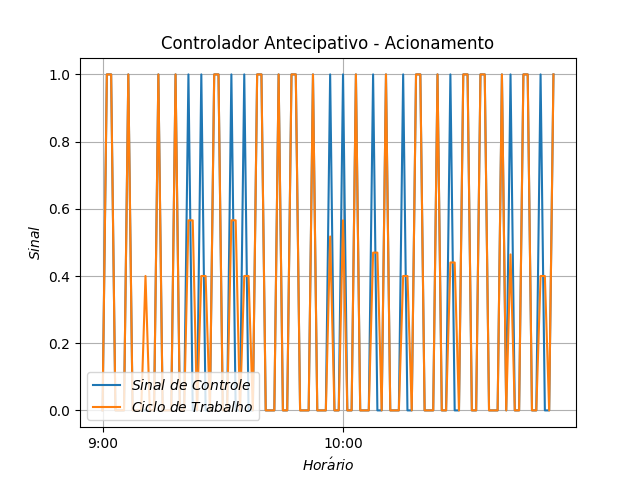 Controlador Antecipativo - Acionamento
Sinal
1.0
0.8
0.6
0.4
0.2
0.0
Sinal de Controle
Ciclo de Trabalho
9:00
10:00
Horário